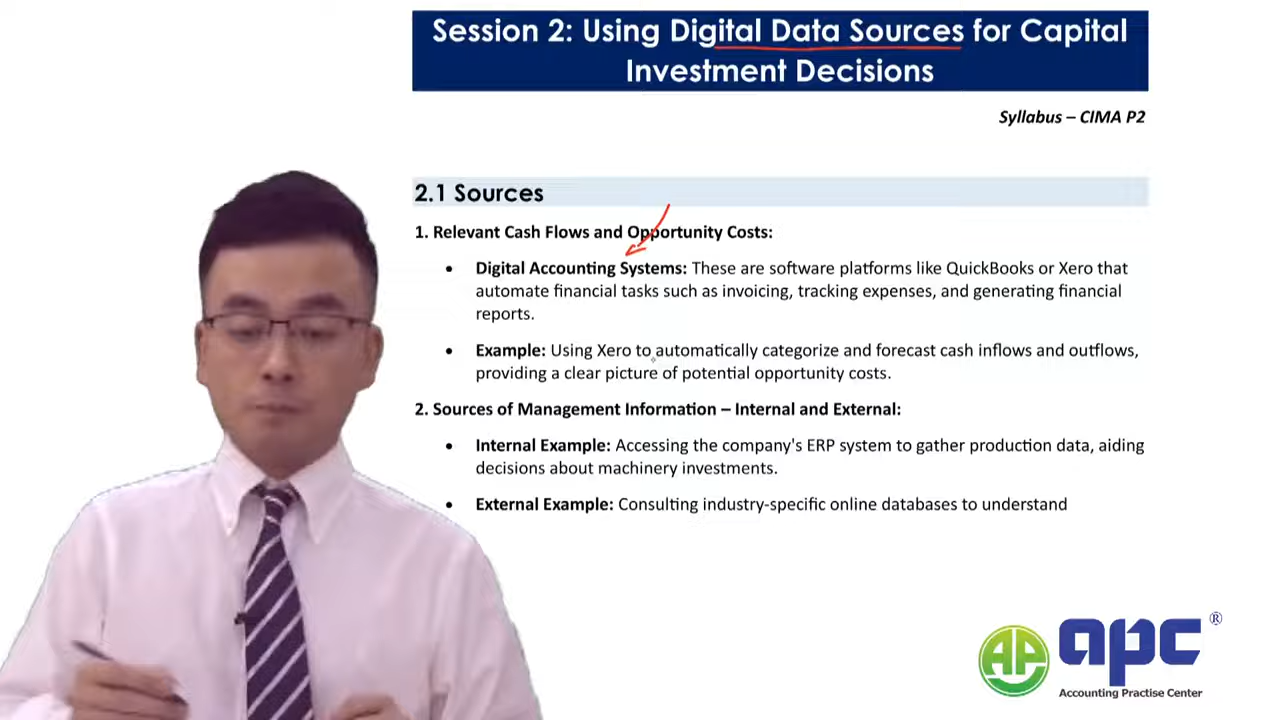 Session 2: Using Digital Data Sources for Capital
Investment Decisions
Syllabus – CIMA P2
2.1 Sources
1. Relevant Cash Flows and Opportunity Costs:
• Digital Accounting Systems: These are software platforms like QuickBooks or Xero that
automate financial tasks such as invoicing, tracking expenses, and generating financial
reports.
• Example: Using Xero to automatically categorize and forecast cash inflows and outflows,
providing a clear picture of potential opportunity costs.
2. Sources of Management Information – Internal and External:
• Internal Example: Accessing the company's ERP system to gather production data, aiding
decisions about machinery investments.
• External Example: Consulting industry-specific online databases to understand
AP
apc®
Accounting Practise Center